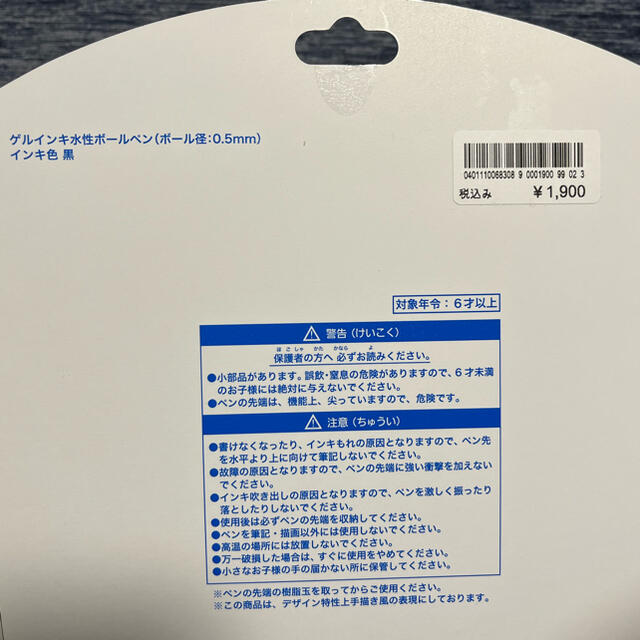 ゲルインキ水性ボールペン（ボール径：0.5mm）
インキ色 黒
0401110068308 9 0001900 99 02 3
税込み ¥1,900
対象年令：6才以上
警告（けいこく）
ほごしゃ かた かなら よ
保護者の方へ 必ずお読みください。
●小部品があります。誤飲・窒息の危険がありますので、6才未満
のお子様には絶対に与えないでください。
●ペンの先端は、機能上、尖っていますので、危険です。
注意（ちゅうい）
●書けなくなったり、インキもれの原因となりますので、ペン先
を水平より上に向けて筆記しないでください。
●故障の原因となりますので、ペンの先端に強い衝撃を加えない
でください。
●インキ吹き出しの原因となりますので、ペンを激しく振ったり
落としたりしないでください。
●使用後は必ずペンの先端を収納してください。
●ペンを筆記・描画以外には使用しないでください。
●高温の場所には放置しないでください。
●万一破損した場合は、すぐに使用をやめてください。
●小さなお子様の手の届かない所に保管してください。
※ペンの先端の樹脂玉を取ってからご使用ください。
※この商品は、デザイン特性上手描き風の表現にしております。